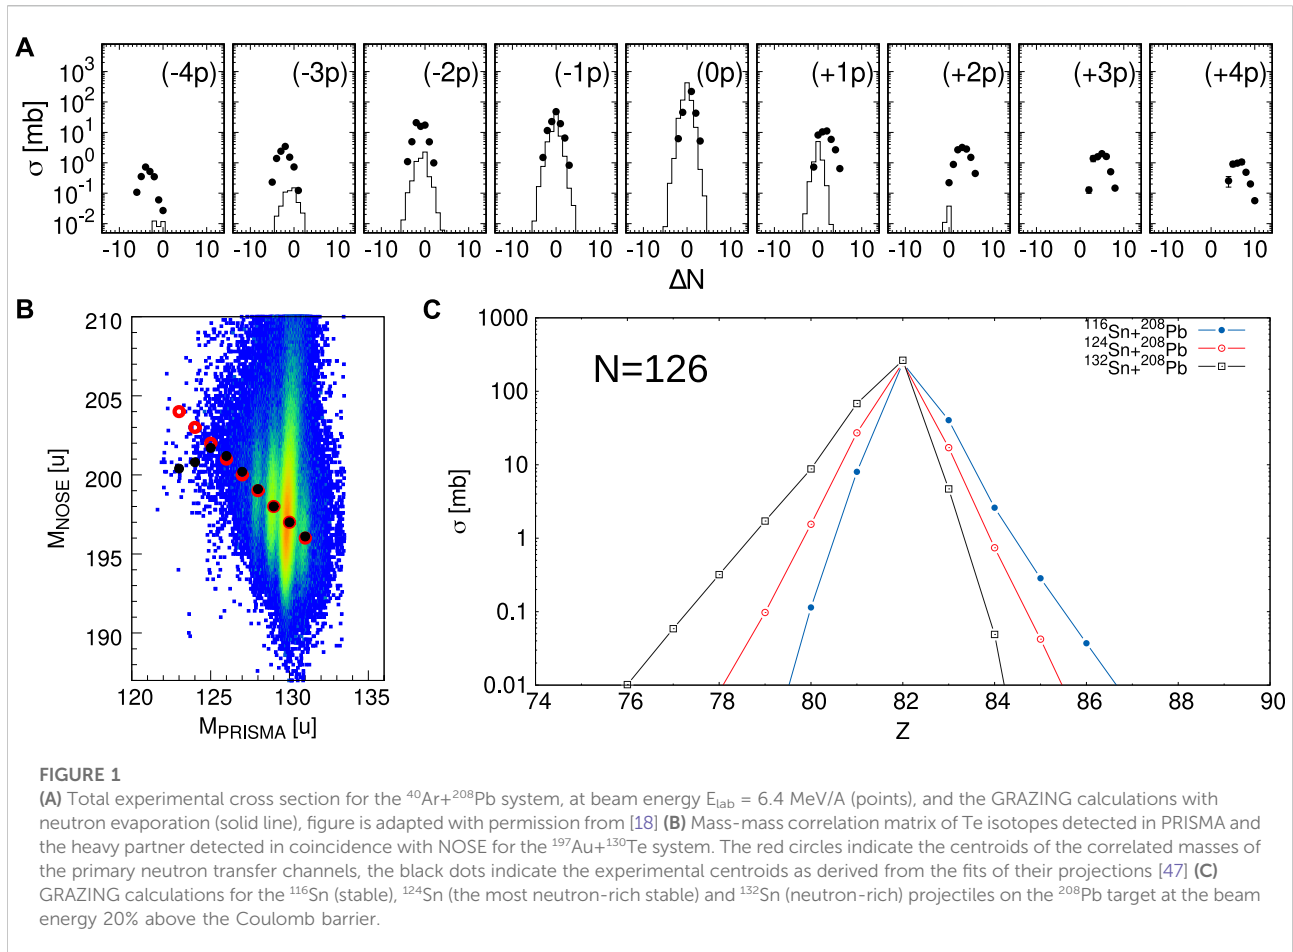 A
(-4p) (-3p) (-2p) (-1p) (0p) (+1p) (+2p) (+3p) (+4p)
10³
10²
10¹
10⁰
10⁻¹
10⁻²
σ [mb]
-10 0 10 -10 0 10 -10 0 10 -10 0 10 -10 0 10 -10 0 10 -10 0 10 -10 0 10 -10 0 10
ΔN
B
210
205
200
195
190
M_NOSE [u]
120 125 130 135
M_PRISMA [u]
C
N=126
¹¹⁶Sn+²⁰⁸Pb
¹²⁴Sn+²⁰⁸Pb
¹³²Sn+²⁰⁸Pb
1000
100
10
1
0.1
0.01
σ [mb]
74 76 78 80 82 84 86 88 90
Z
FIGURE 1
(A) Total experimental cross section for the ⁴⁰Ar+²⁰⁸Pb system, at beam energy E_lab = 6.4 MeV/A (points), and the GRAZING calculations with
neutron evaporation (solid line), figure is adapted with permission from [18] (B) Mass-mass correlation matrix of Te isotopes detected in PRISMA and
the heavy partner detected in coincidence with NOSE for the ¹⁹⁷Au+¹³⁰Te system. The red circles indicate the centroids of the correlated masses of
the primary neutron transfer channels, the black dots indicate the experimental centroids as derived from the fits of their projections [47] (C)
GRAZING calculations for the ¹¹⁶Sn (stable), ¹²⁴Sn (the most neutron-rich stable) and ¹³²Sn (neutron-rich) projectiles on the ²⁰⁸Pb target at the beam
energy 20% above the Coulomb barrier.